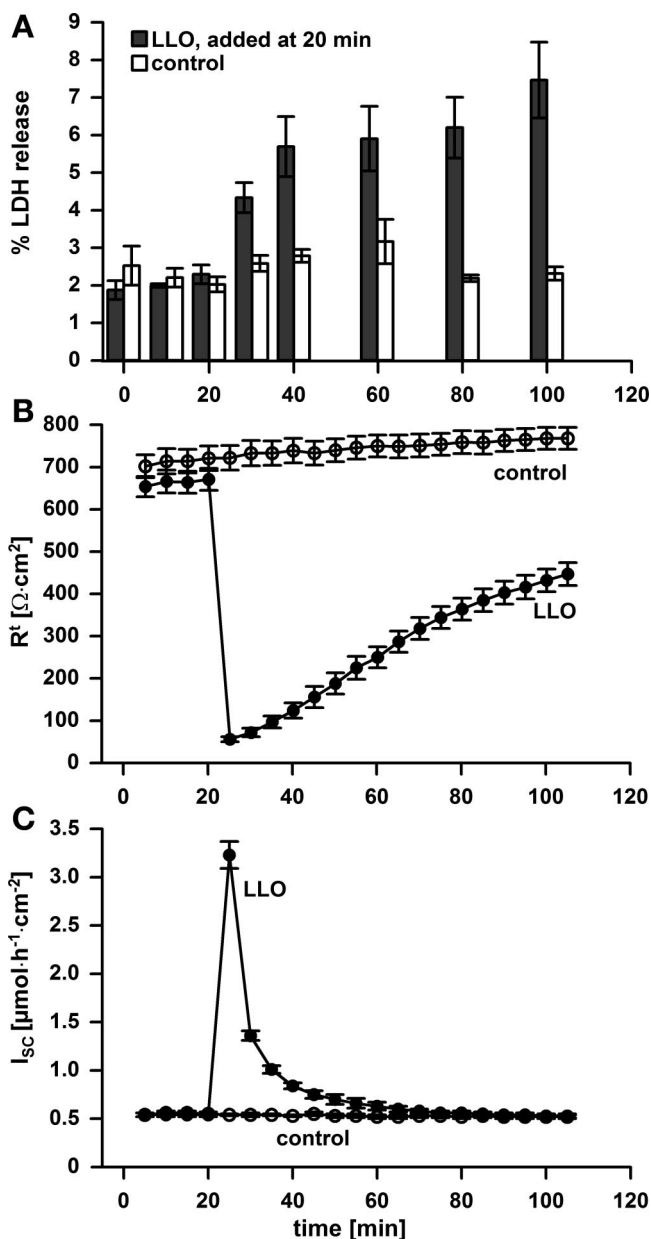 A
LLO, added at 20 min
control
% LDH release
9
8
7
6
5
4
3
2
1
0
0 20 40 60 80 100 120
B
Rᵗ [Ω·cm²]
800
700
600
500
400
300
200
100
0
control
LLO
0 20 40 60 80 100 120
C
I_SC [µmol·h⁻¹·cm⁻²]
3.5
3.0
2.5
2.0
1.5
1.0
0.5
0
LLO
control
0 20 40 60 80 100 120
time [min]